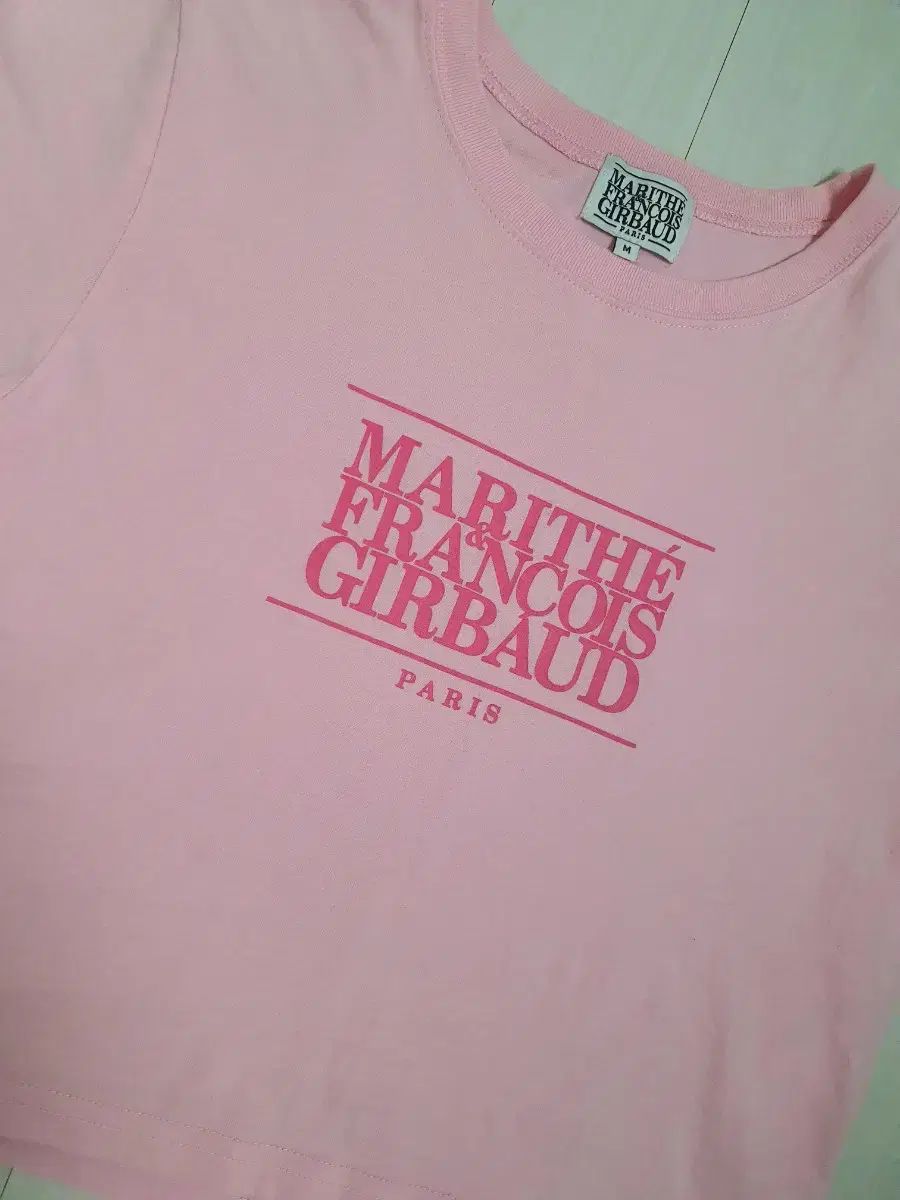 MARITHÉ
FRANÇOIS
GIRBAUD
PARIS
M
MARITHÉ
&
FRANÇOIS
GIRBAUD
PARIS